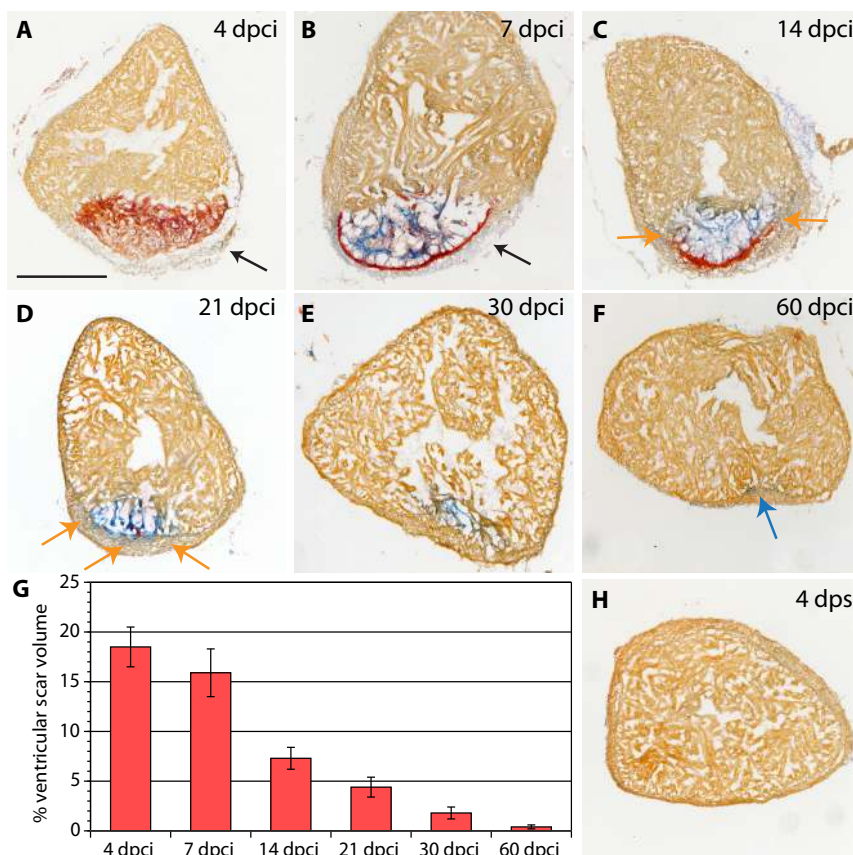 A 4 dpci
B 7 dpci
C 14 dpci
D 21 dpci
E 30 dpci
F 60 dpci
G
% ventricular scar volume
25
20
15
10
5
0
4 dpci 7 dpci 14 dpci 21 dpci 30 dpci 60 dpci
H 4 dps